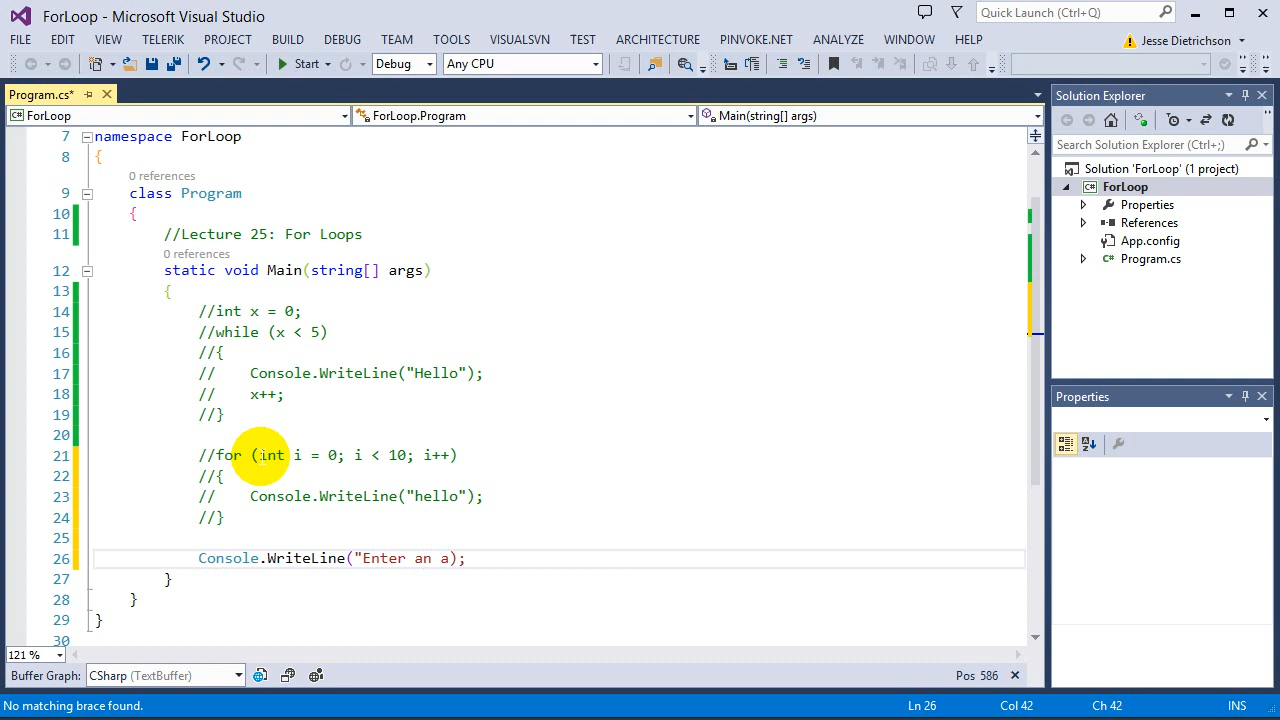 ForLoop - Microsoft Visual Studio
Quick Launch (Ctrl+Q)
FILE EDIT VIEW TELERIK PROJECT BUILD DEBUG TEAM TOOLS VISUALSVN TEST ARCHITECTURE PINVOKE.NET ANALYZE WINDOW HELP Jesse Dietrichson
Start Debug Any CPU
Program.cs*
ForLoop ForLoop.Program Main(string[] args)
7 namespace ForLoop
8 {
0 references
9 class Program
10 {
11 //Lecture 25: For Loops
0 references
12 static void Main(string[] args)
13 {
14 //int x = 0;
15 //while (x < 5)
16 //{
17 // Console.WriteLine("Hello");
18 // x++;
19 //}
20
21 //for (int i = 0; i < 10; i++)
22 //{
23 // Console.WriteLine("hello");
24 //}
25
26 Console.WriteLine("Enter an a);
27 }
28 }
29 }
30
121 %
Buffer Graph: CSharp (TextBuffer) Pos 586
No matching brace found. Ln 26 Col 42 Ch 42 INS
Solution Explorer
Search Solution Explorer (Ctrl+;)
Solution 'ForLoop' (1 project)
C# ForLoop
Properties
References
App.config
C# Program.cs
Properties